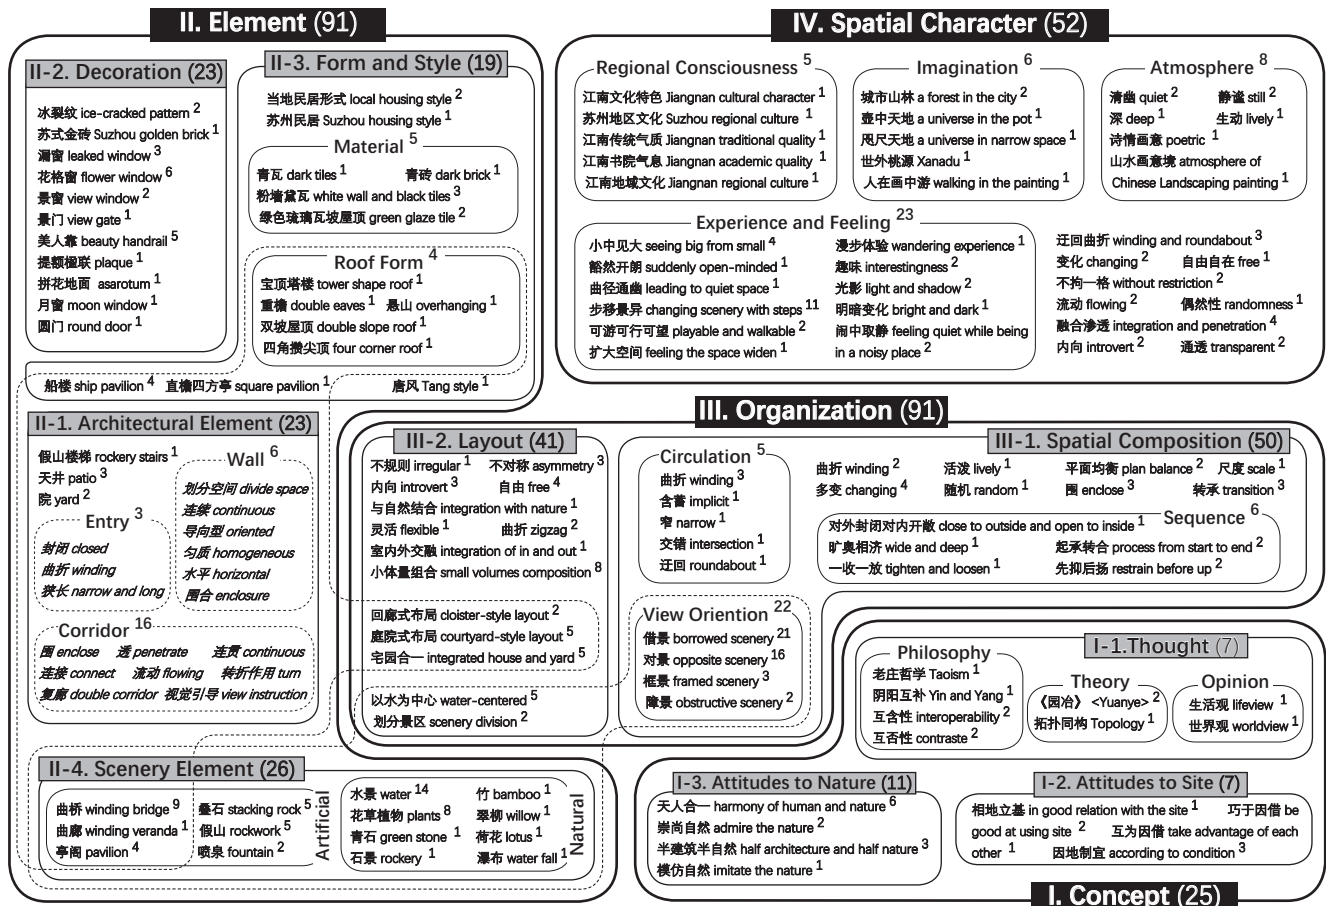 II. Element (91)
II-2. Decoration (23)
冰裂纹 ice-cracked pattern 2
苏式金砖 Suzhou golden brick 1
漏窗 leaked window 3
花格窗 flower window 6
景窗 view window 2
景门 view gate 1
美人靠 beauty handrail 5
提额楹联 plaque 1
拼花地面 asarotum 1
月窗 moon window 1
圆门 round door 1
II-3. Form and Style (19)
当地民居形式 local housing style 2
苏州民居 Suzhou housing style 1
Material 5
青瓦 dark tiles 1 青砖 dark brick 1
粉墙黛瓦 white wall and black tiles 3
绿色琉璃瓦坡屋顶 green glaze tile 2
Roof Form 4
宝顶塔楼 tower shape roof 1
重檐 double eaves 1 悬山 overhanging 1
双坡屋顶 double slope roof 1
四角攒尖顶 four corner roof 1
船楼 ship pavilion 4 直檐四方亭 square pavilion 1 唐风 Tang style 1
II-1. Architectural Element (23)
假山楼梯 rockery stairs 1
天井 patio 3
院 yard 2
Entry 3
封闭 closed
曲折 winding
狭长 narrow and long
Wall 6
划分空间 divide space
连续 continuous
导向型 oriented
匀质 homogeneous
水平 horizontal
围合 enclosure
Corridor 16
围 enclose 透 penetrate 连贯 continuous
连接 connect 流动 flowing 转折作用 turn
复廊 double corridor 视觉引导 view instruction
II-4. Scenery Element (26)
曲桥 winding bridge 9 叠石 stacking rock 5
曲廊 winding veranda 1 假山 rockwork 5
亭阁 pavilion 4 喷泉 fountain 2
Artificial
水景 water 14 竹 bamboo 1
花草植物 plants 8 翠柳 willow 1
青石 green stone 1 荷花 lotus 1
石景 rockery 1 瀑布 water fall 1
Natural
IV. Spatial Character (52)
Regional Consciousness 5
江南文化特色 Jiangnan cultural character 1
苏州地区文化 Suzhou regional culture 1
江南传统气质 Jiangnan traditional quality 1
江南书院气息 Jiangnan academic quality 1
江南地域文化 Jiangnan regional culture 1
Imagination 6
城市山林 a forest in the city 2
壶中天地 a universe in the pot 1
咫尺天地 a universe in narrow space 1
世外桃源 Xanadu 1
人在画中游 walking in the painting 1
Atmosphere 8
清幽 quiet 2 静谧 still 2
深 deep 1 生动 lively 1
诗情画意 poetric 1
山水画意境 atmosphere of
Chinese Landscaping painting 1
Experience and Feeling 23
小中见大 seeing big from small 4
豁然开朗 suddenly open-minded 1
曲径通幽 leading to quiet space 1
步移景异 changing scenery with steps 11
可游可行可望 playable and walkable 2
扩大空间 feeling the space widen 1
漫步体验 wandering experience 1
趣味 interestingness 2
光影 light and shadow 2
明暗变化 bright and dark 1
闹中取静 feeling quiet while being
in a noisy place 2
迂回曲折 winding and roundabout 3
变化 changing 2 自由自在 free 1
不拘一格 without restriction 2
流动 flowing 2 偶然性 randomness 1
融合渗透 integration and penetration 4
内向 introvert 2 通透 transparent 2
III. Organization (91)
III-2. Layout (41)
不规则 irregular 1 不对称 asymmetry 3
内向 introvert 3 自由 free 4
与自然结合 integration with nature 1
灵活 flexible 1 曲折 zigzag 2
室内外交融 integration of in and out 1
小体量组合 small volumes composition 8
回廊式布局 cloister-style layout 2
庭院式布局 courtyard-style layout 5
宅园合一 integrated house and yard 5
以水为中心 water-centered 5
划分景区 scenery division 2
Circulation 5
曲折 winding 3
含蓄 implicit 1
窄 narrow 1
交错 intersection 1
迂回 roundabout 1
View Oriention 22
借景 borrowed scenery 21
对景 opposite scenery 16
框景 framed scenery 3
障景 obstructive scenery 2
III-1. Spatial Composition (50)
曲折 winding 2 活泼 lively 1 平面均衡 plan balance 2 尺度 scale 1
多变 changing 4 随机 random 1 围 enclose 3 转承 transition 3
Sequence 6
对外封闭对内开敞 close to outside and open to inside 1
旷奥相济 wide and deep 1 起承转合 process from start to end 2
一收一放 tighten and loosen 1 先抑后扬 restrain before up 2
I-1.Thought (7)
Philosophy
老庄哲学 Taoism 1
阴阳互补 Yin and Yang 1
互含性 interoperability 2
互否性 contraste 2
Theory
《园冶》 <Yuanye> 2
拓扑同构 Topology 1
Opinion
生活观 lifeview 1
世界观 worldview 1
I-3. Attitudes to Nature (11)
天人合一 harmony of human and nature 6
崇尚自然 admire the nature 2
半建筑半自然 half architecture and half nature 3
模仿自然 imitate the nature 1
I-2. Attitudes to Site (7)
相地立基 in good relation with the site 1 巧于因借 be
good at using site 2 互为因借 take advantage of each
other 1 因地制宜 according to condition 3
I. Concept (25)